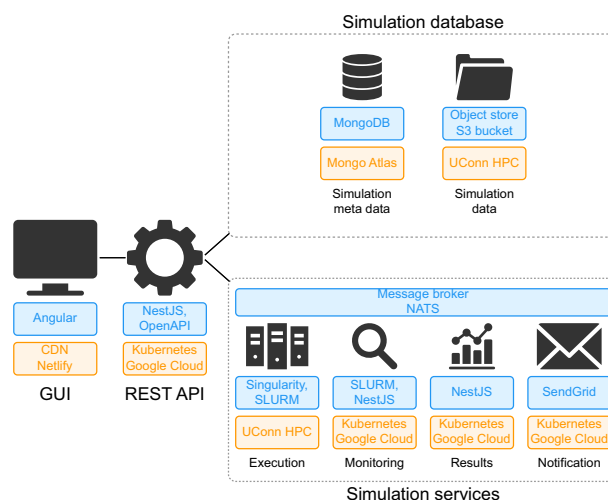 Simulation database
MongoDB
Object store
S3 bucket
Mongo Atlas
UConn HPC
Simulation
meta data
Simulation
data
Angular
CDN
Netlify
GUI
NestJS,
OpenAPI
Kubernetes
Google Cloud
REST API
Message broker
NATS
Singularity,
SLURM
UConn HPC
Execution
SLURM,
NestJS
Kubernetes
Google Cloud
Monitoring
NestJS
Kubernetes
Google Cloud
Results
SendGrid
Kubernetes
Google Cloud
Notification
Simulation services